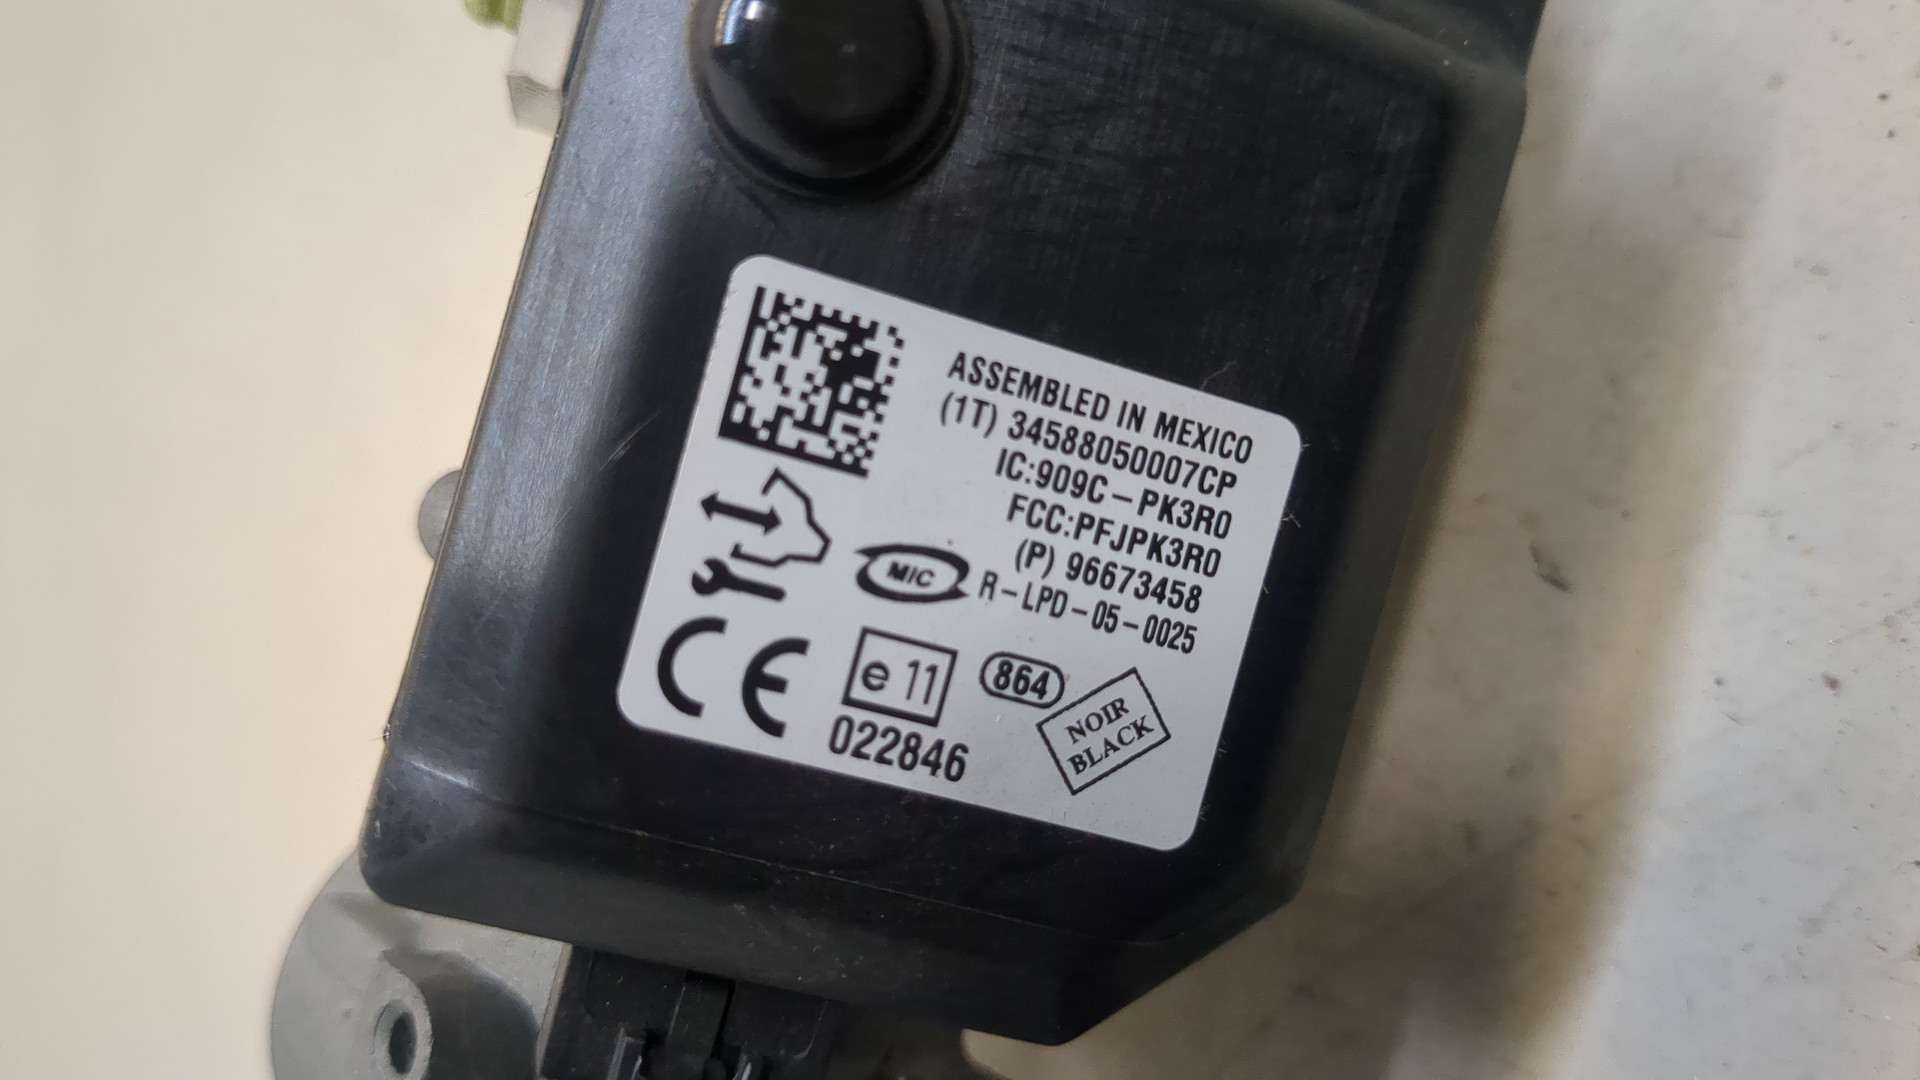 ASSEMBLED IN MEXICO
(1T) 34588050007CP
IC:909C-PK3R0
FCC:PFJPK3R0
(P) 96673458
MIC R-LPD-05-0025
CE e 11 864
022846
NOIR
BLACK